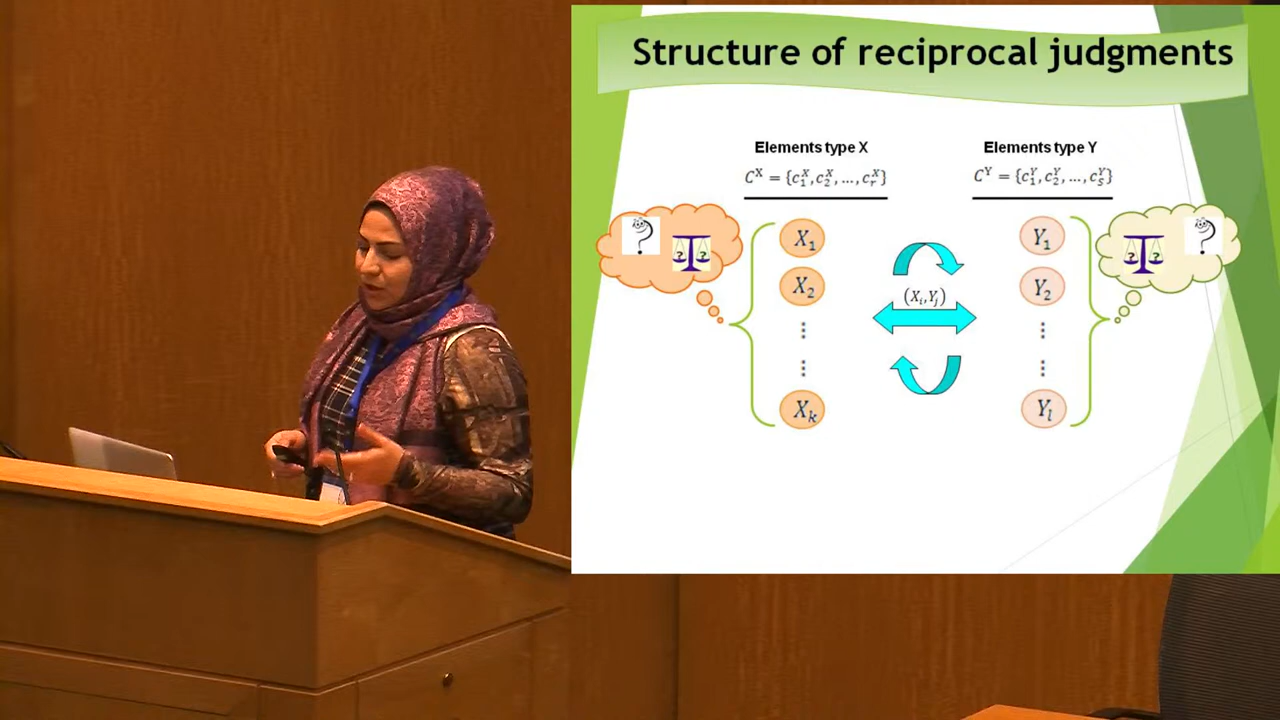 Structure of reciprocal judgments
Elements type X
Elements type Y
Cˣ = {c₁ˣ, c₂ˣ, ..., cᵣˣ}
Cʸ = {c₁ʸ, c₂ʸ, ..., cₛʸ}
? ?
? ?
X₁
Y₁
X₂
(Xᵢ, Yⱼ)
Y₂
⋮
⋮
⋮
⋮
Xₖ
Yₗ